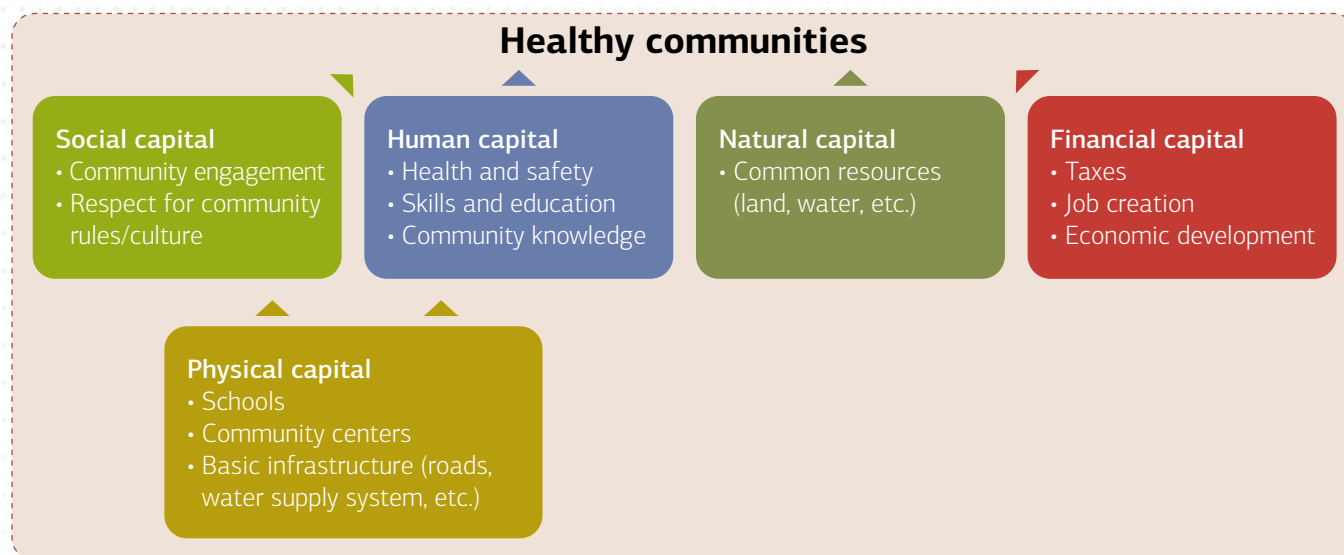 Healthy communities
Social capital
• Community engagement
• Respect for community
rules/culture
Human capital
• Health and safety
• Skills and education
• Community knowledge
Natural capital
• Common resources
(land, water, etc.)
Financial capital
• Taxes
• Job creation
• Economic development
Physical capital
• Schools
• Community centers
• Basic infrastructure (roads,
water supply system, etc.)